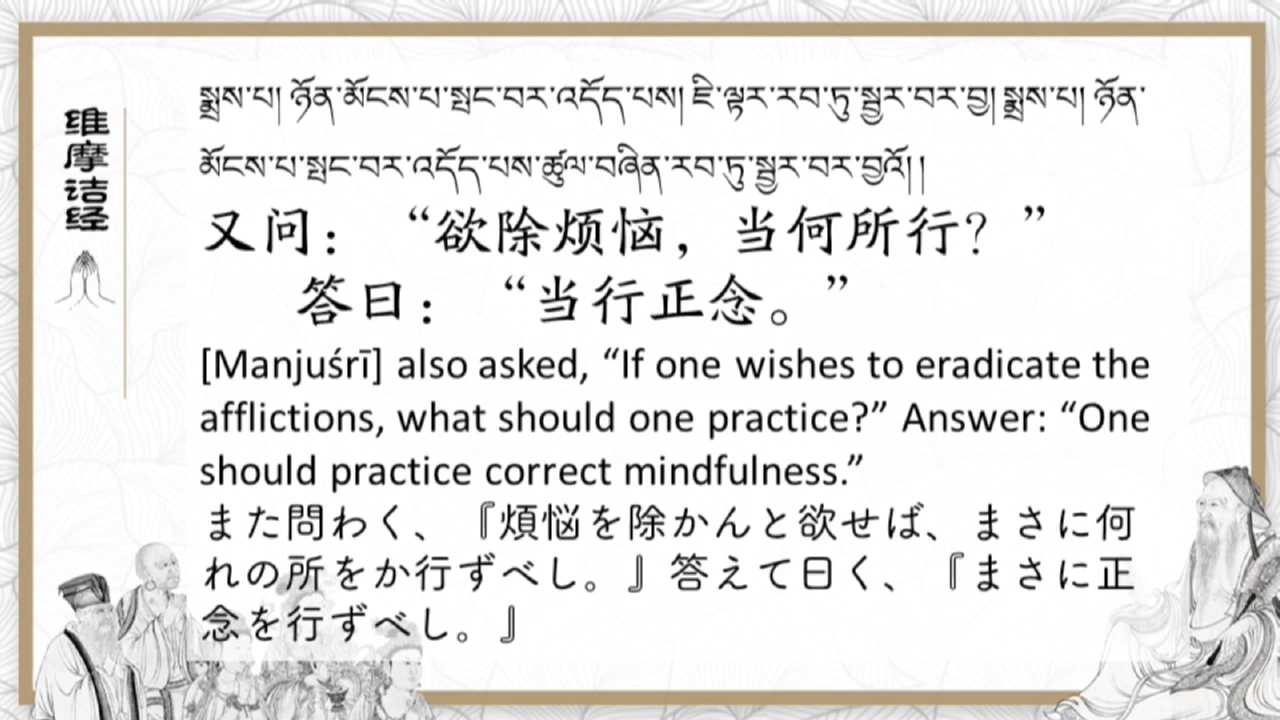 维摩诘经
སྨྲས་པ། ཉོན་མོངས་པ་སྤང་བར་འདོད་པས། ཇི་ལྟར་རབ་ཏུ་སྦྱར་བར་བྱ། སྨྲས་པ། ཉོན་
མོངས་པ་སྤང་བར་འདོད་པས་ཚུལ་བཞིན་རབ་ཏུ་སྦྱར་བར་བྱའོ།།
又问：“欲除烦恼，当何所行？”
答曰：“当行正念。”
[Manjuśrī] also asked, “If one wishes to eradicate the
afflictions, what should one practice?” Answer: “One
should practice correct mindfulness.”
また問わく、『煩悩を除かんと欲せば、まさに何
れの所をか行ずべし。』答えて曰く、『まさに正
念を行ずべし。』